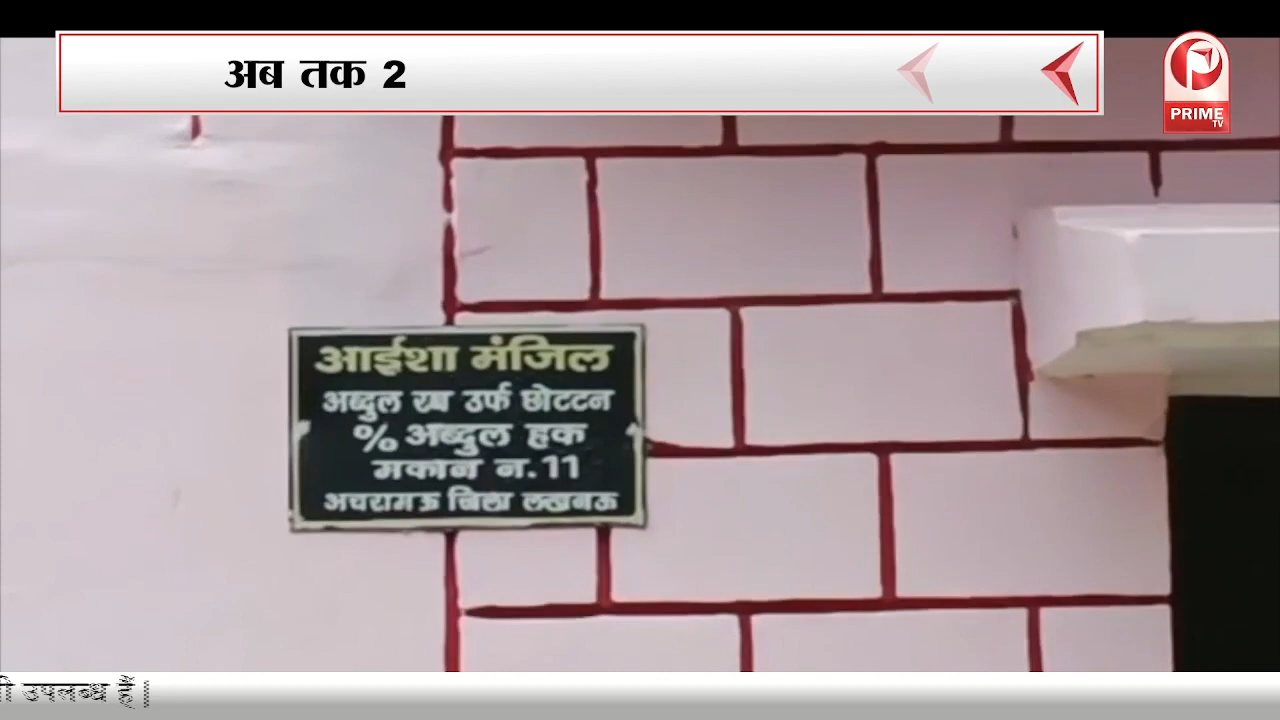 अब तक 2
PRIME
TV
आईशा मंजिल
अब्दुल रब उर्फ छोटटन
% अब्दुल हक
मकान न. 11
अचरामऊ जिला लखनऊ
उपलब्ध हैं|